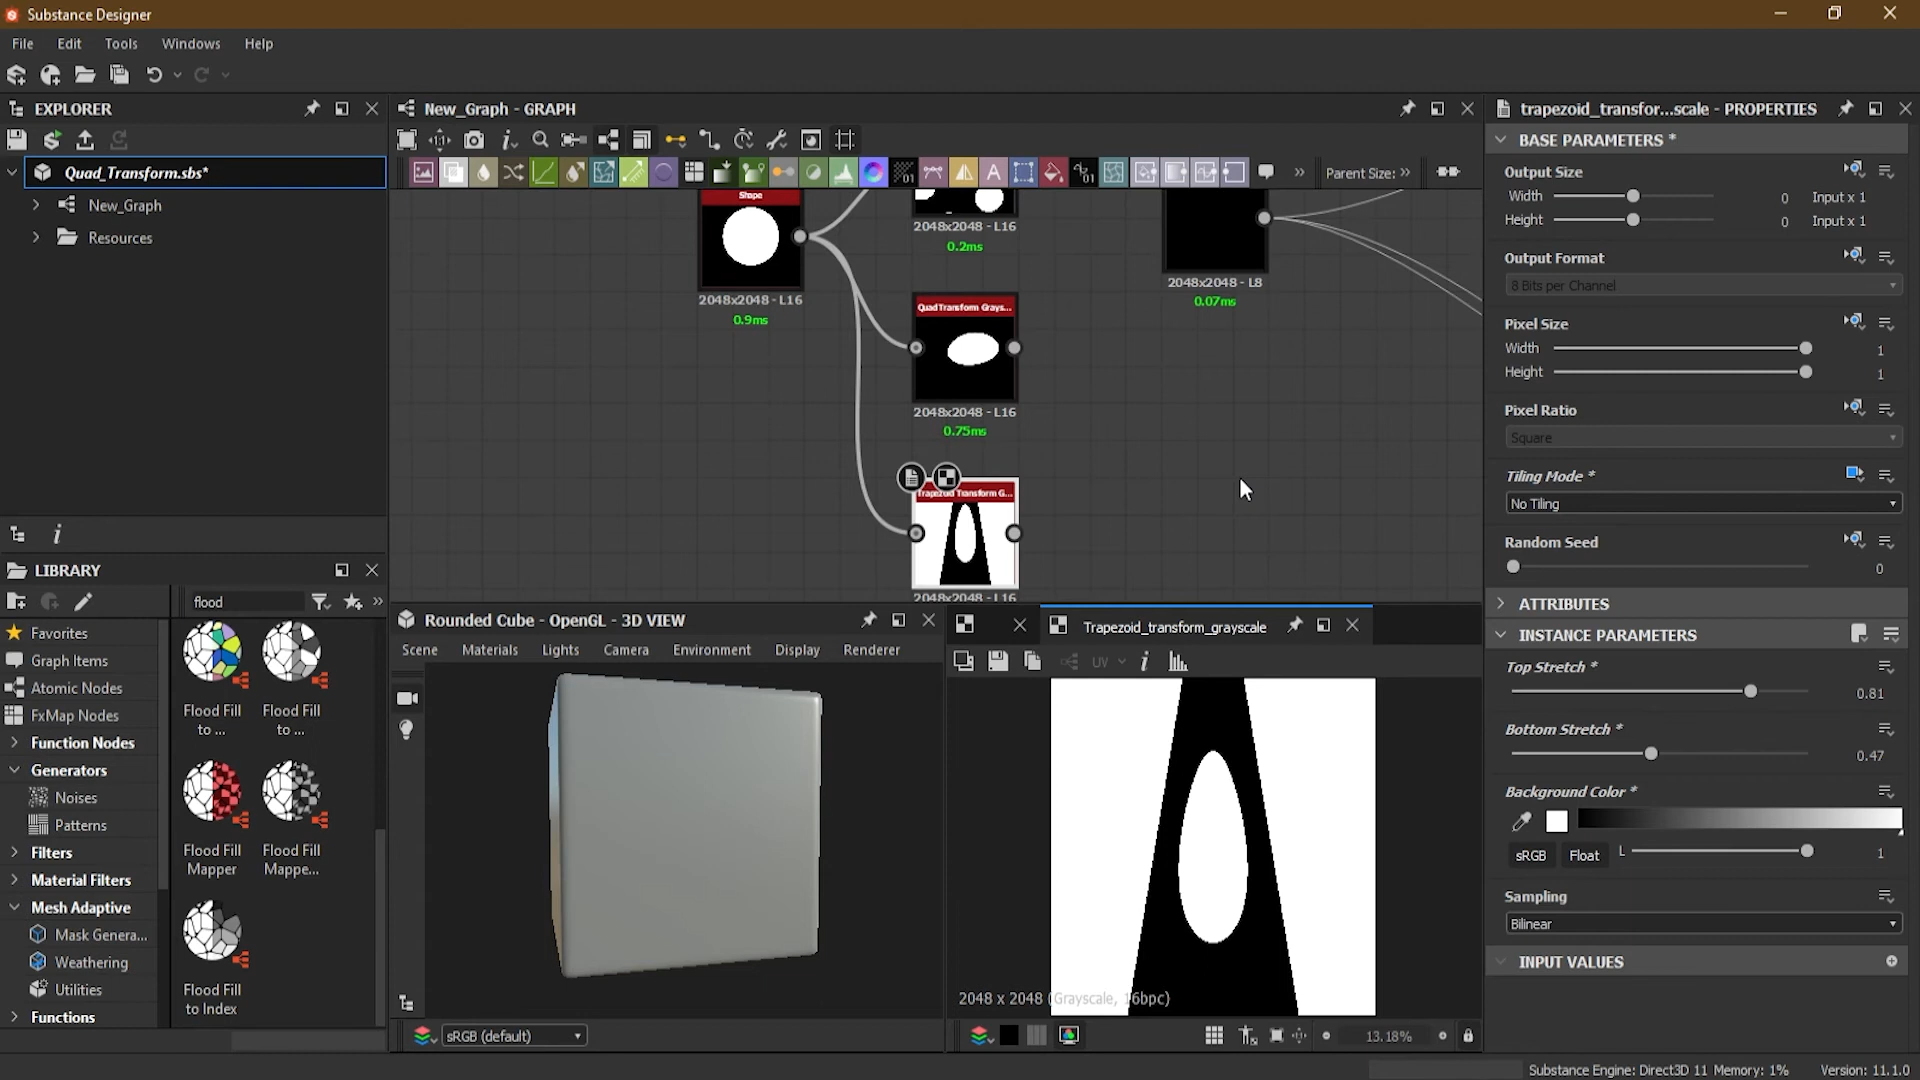 Substance Designer
File Edit Tools Windows Help
EXPLORER
Quad_Transform.sbs*
New_Graph
Resources
LIBRARY
flood
Favorites
Graph Items
Atomic Nodes
FxMap Nodes
Function Nodes
Generators
Noises
Patterns
Filters
Material Filters
Mesh Adaptive
Mask Genera...
Weathering
Utilities
Functions
Flood Fill to ...
Flood Fill to ...
Flood Fill Mapper
Flood Fill Mappe...
Flood Fill to Index
New_Graph - GRAPH
Parent Size:
Shape
2048x2048 - L16
0.9ms
2048x2048 - L16
0.2ms
QuadTransform Grays...
2048x2048 - L16
0.75ms
Trapezoid Transform G...
2048x2048 - L16
2048x2048 - L8
0.07ms
Rounded Cube - OpenGL - 3D VIEW
Scene Materials Lights Camera Environment Display Renderer
sRGB (default)
Trapezoid_transform_grayscale
UV
2048 x 2048 (Grayscale, 16bpc)
13.18%
trapezoid_transfor...scale - PROPERTIES
BASE PARAMETERS *
Output Size
Width 0 Input x 1
Height 0 Input x 1
Output Format
8 Bits per Channel
Pixel Size
Width 1
Height 1
Pixel Ratio
Square
Tiling Mode *
No Tiling
Random Seed
0
ATTRIBUTES
INSTANCE PARAMETERS
Top Stretch *
0.81
Bottom Stretch *
0.47
Background Color *
sRGB Float L 1
Sampling
Bilinear
INPUT VALUES
Substance Engine: Direct3D 11 Memory: 1% Version: 11.1.0